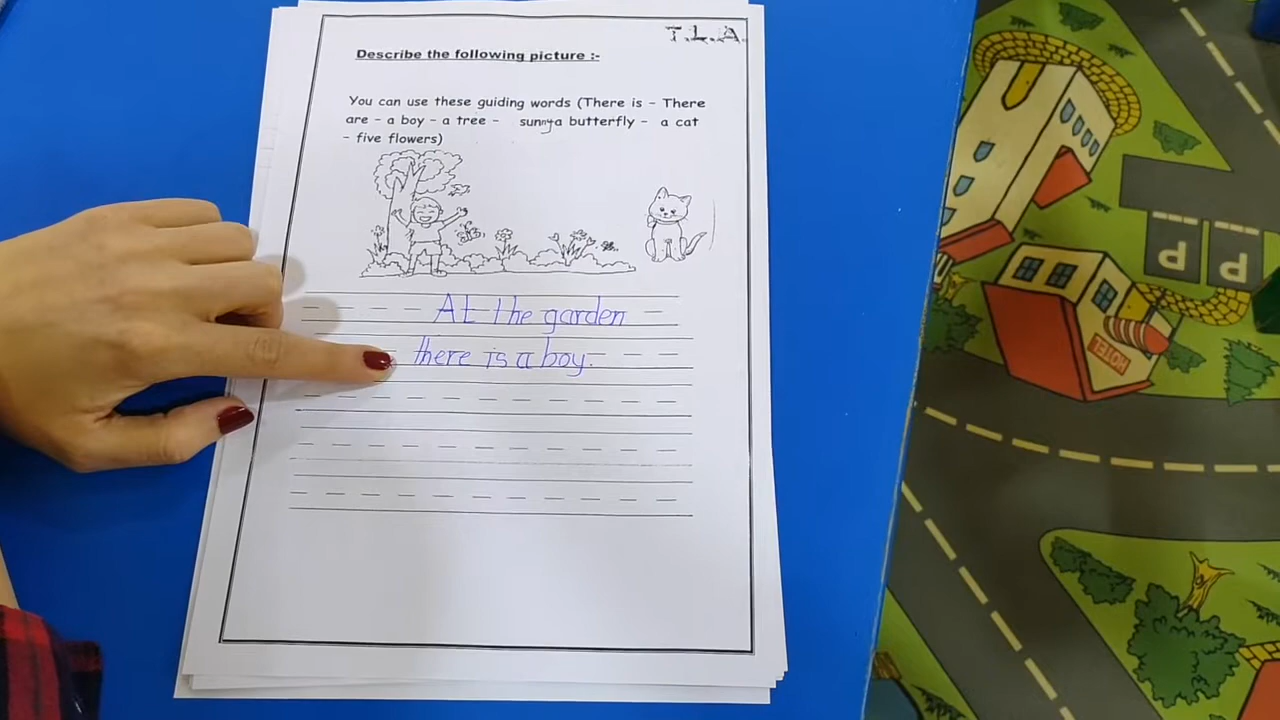 T.L.A.
Describe the following picture :-
You can use these guiding words (There is - There
are - a boy - a tree - sunny a butterfly - a cat
- five flowers)
At the garden
there is a boy.
P P
HOTEL